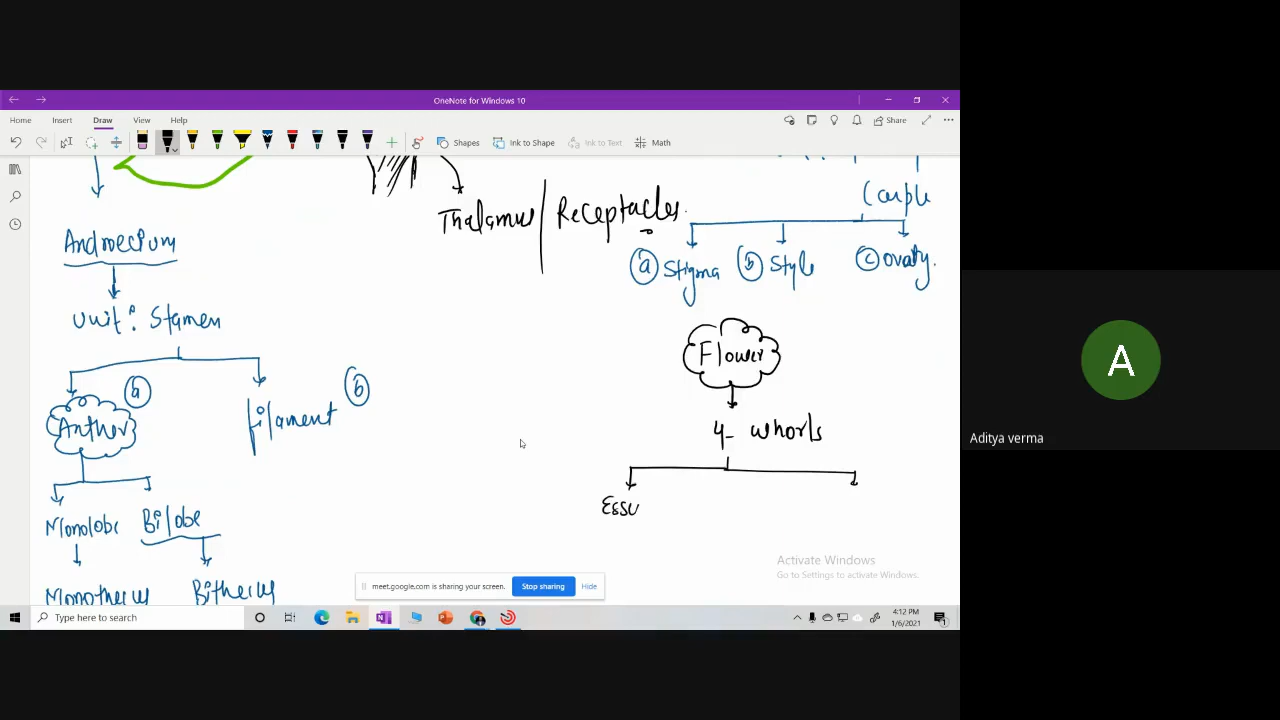 OneNote for Windows 10
Home Insert Draw View Help
Share
Shapes Ink to Shape Ink to Text Math
Thalamus Receptacles.
(a) Stigma (b) Style (c) Ovary.
Androecium
Unit: Stamen
(a) Anther
filament (b)
Monolobe Bilobe
Flower
4- whorls
A
Aditya verma
Activate Windows
Go to Settings to activate Windows.
meet.google.com is sharing your screen. Stop sharing Hide
Type here to search
4:12 PM
1/6/2021